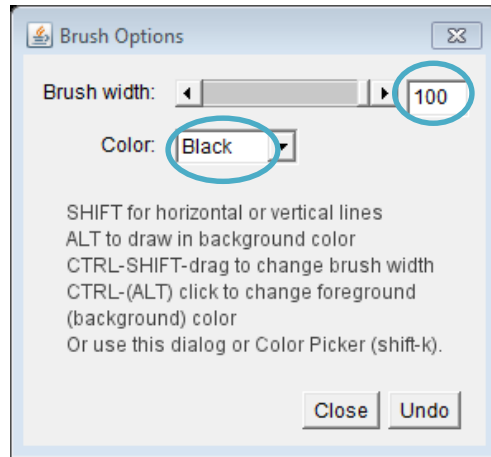 Brush Options
Brush width: 100
Color: Black
SHIFT for horizontal or vertical lines
ALT to draw in background color
CTRL-SHIFT-drag to change brush width
CTRL-(ALT) click to change foreground
(background) color
Or use this dialog or Color Picker (shift-k).
Close Undo